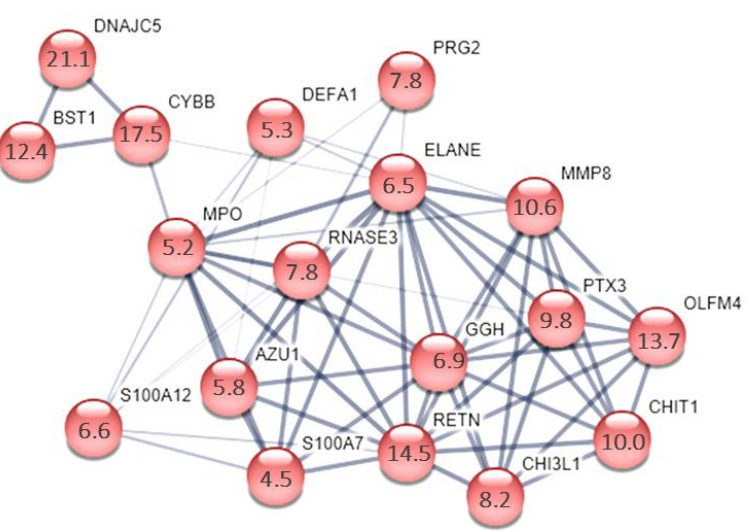 DNAJC5
21.1
PRG2
7.8
CYBB
17.5
DEFA1
5.3
BST1
12.4
ELANE
6.5
MMP8
10.6
MPO
5.2
RNASE3
7.8
PTX3
9.8
OLFM4
13.7
GGH
6.9
AZU1
5.8
S100A12
6.6
CHIT1
10.0
RETN
14.5
S100A7
4.5
CHI3L1
8.2